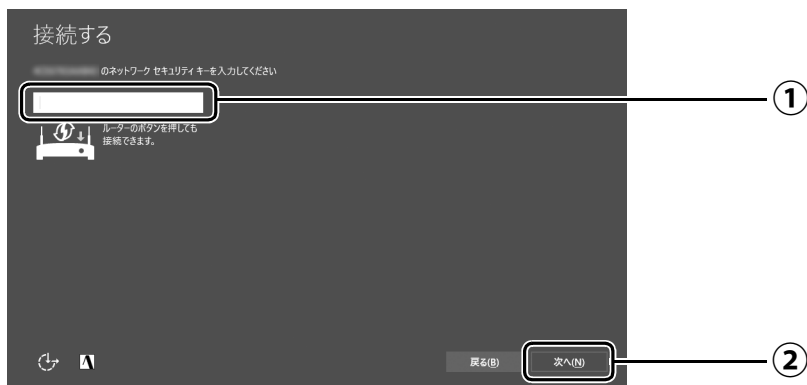 接続する
のネットワーク セキュリティ キーを入力してください
①
ルーターのボタンを押しても
接続できます。
戻る(B)
次へ(N)
②